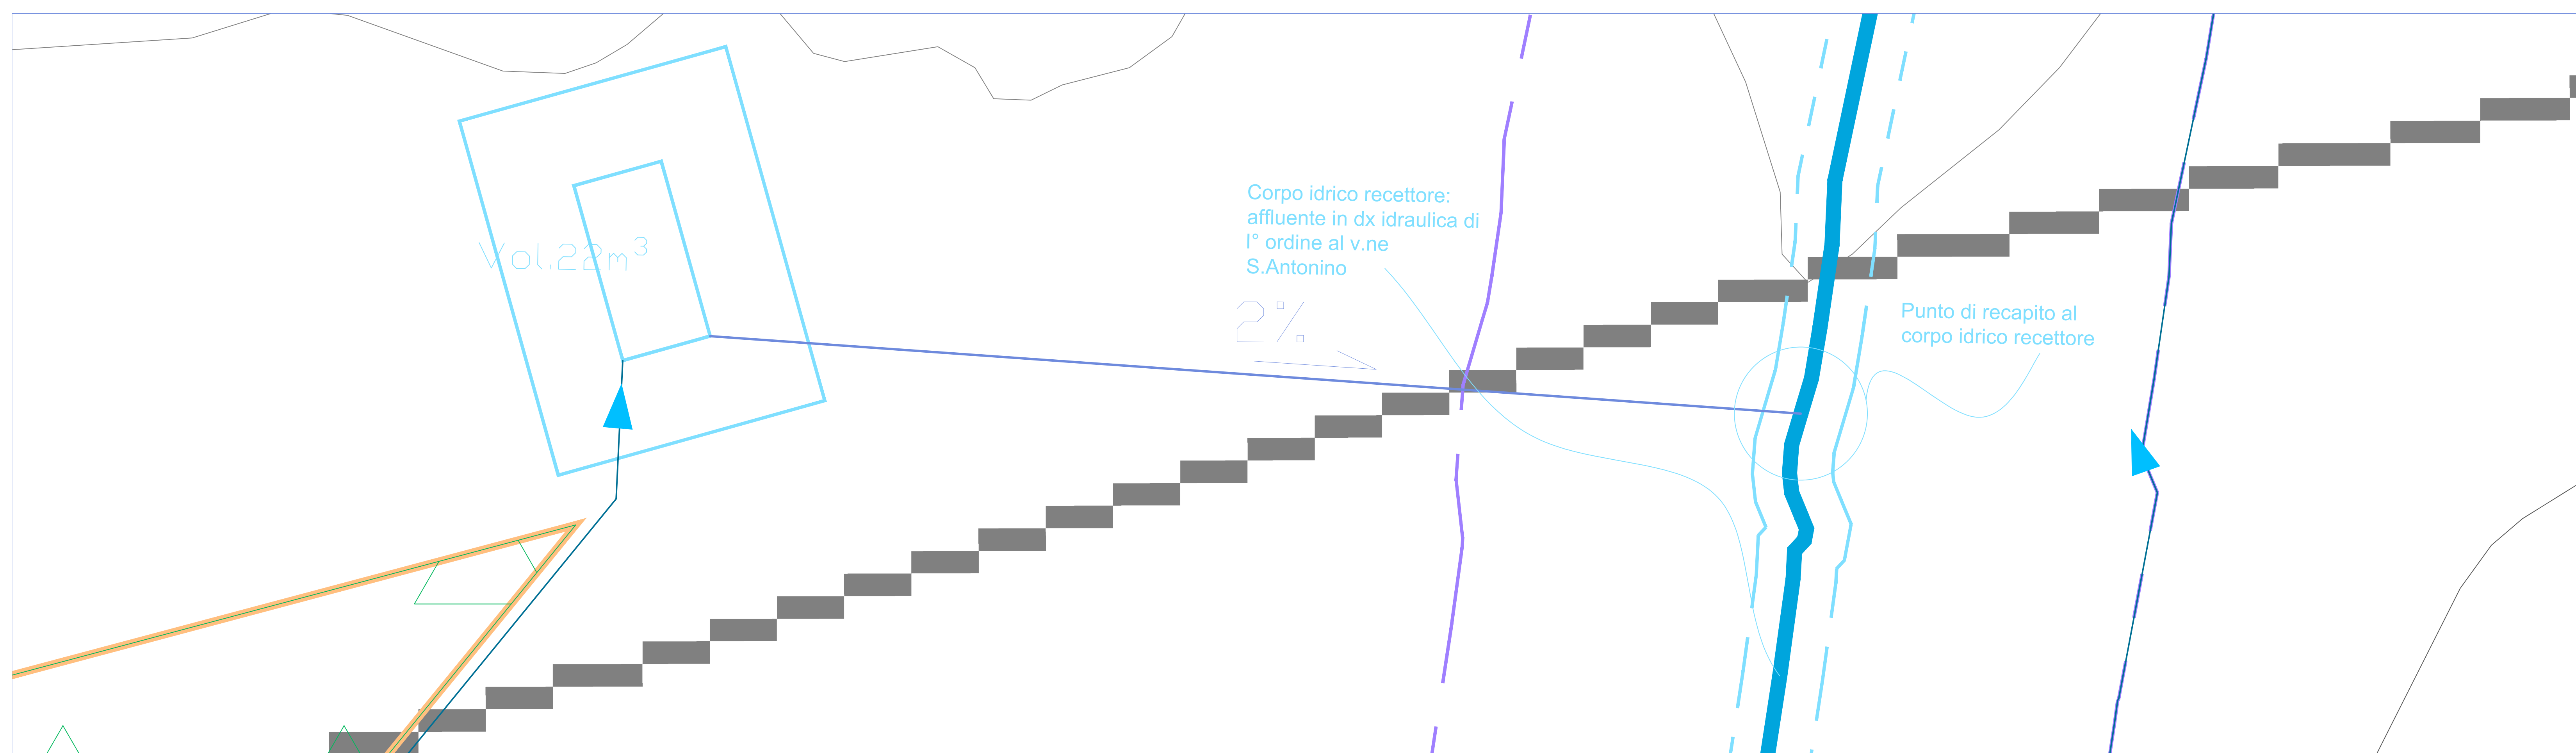 Vol.22m³
Corpo idrico recettore:
affluente in dx idraulica di
I° ordine al v.ne
S.Antonino
2%
Punto di recapito al
corpo idrico recettore